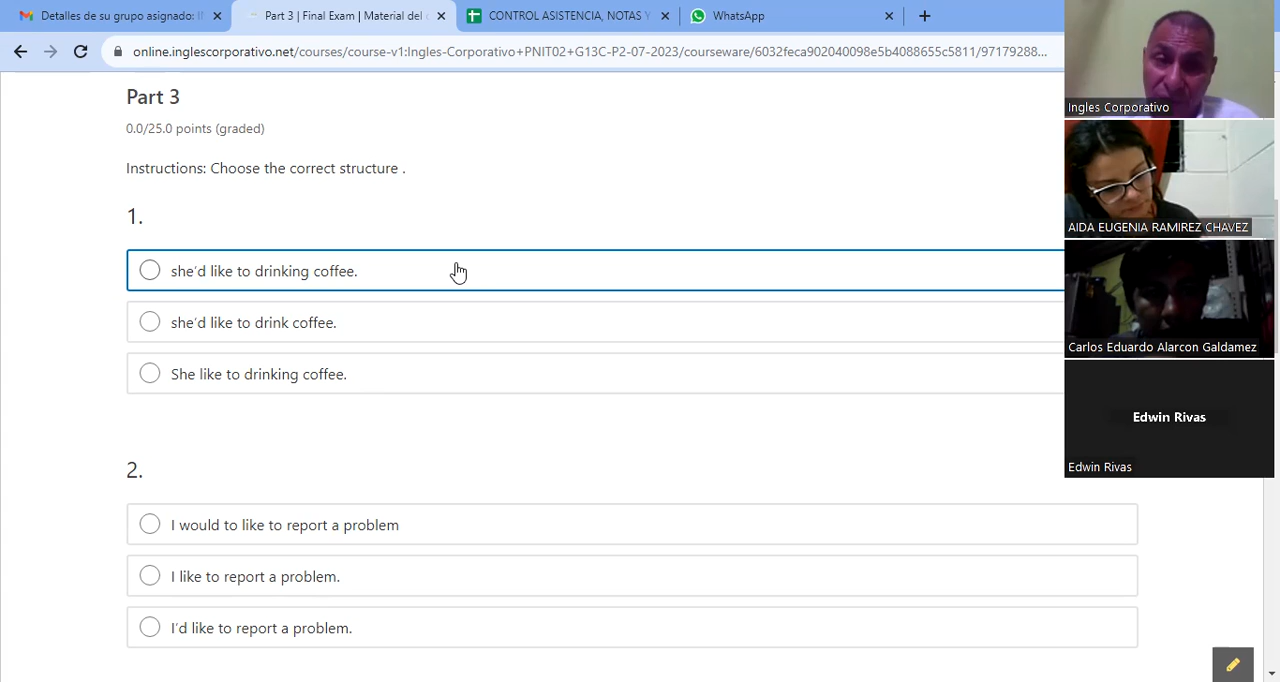 Detalles de su grupo asignado: tl
Part 3 | Final Exam | Material del
CONTROL ASISTENCIA, NOTAS Y
WhatsApp
online.inglescorporativo.net/courses/course-v1:Ingles-Corporativo+PNIT02+G13C-P2-07-2023/courseware/6032feca902040098e5b4088655c5811/97179288...
Part 3
0.0/25.0 points (graded)
Instructions: Choose the correct structure .
1.
she'd like to drinking coffee.
she'd like to drink coffee.
She like to drinking coffee.
2.
I would to like to report a problem
I like to report a problem.
I'd like to report a problem.
Ingles Corporativo
AIDA EUGENIA RAMIREZ CHAVEZ
Carlos Eduardo Alarcon Galdamez
Edwin Rivas
Edwin Rivas